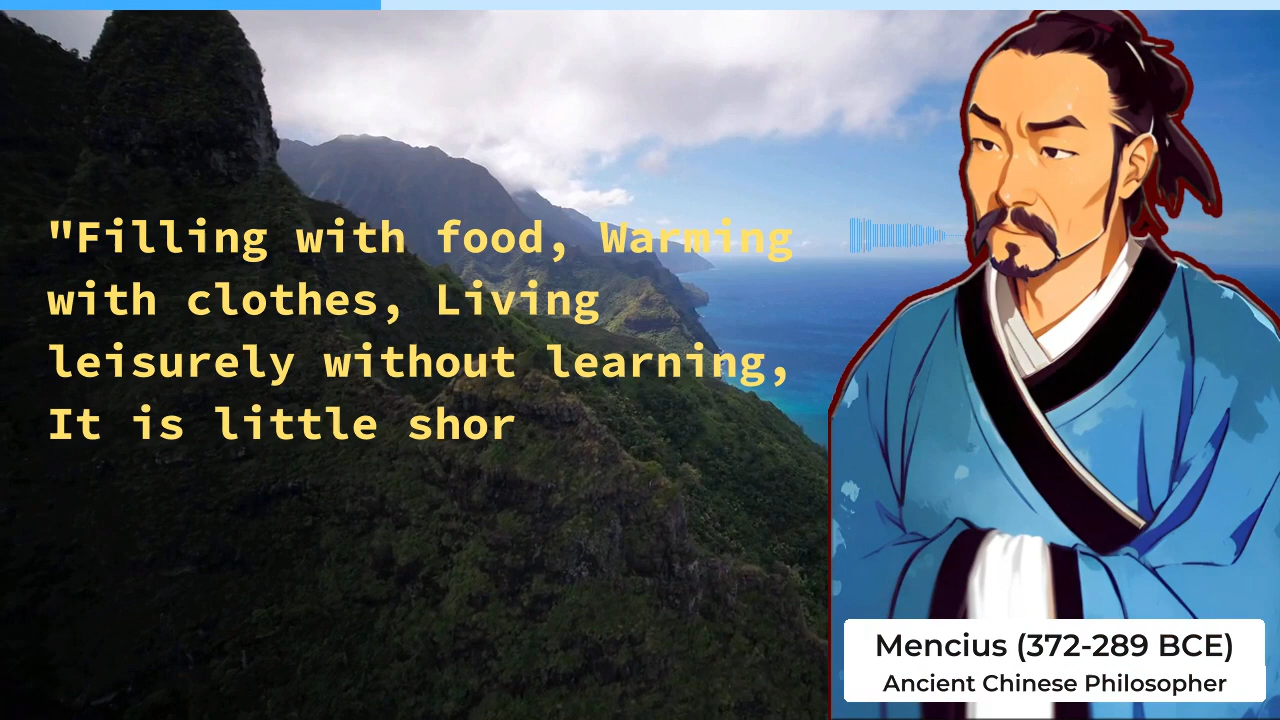 "Filling with food, Warming
with clothes, Living
leisurely without learning,
It is little shor
Mencius (372-289 BCE)
Ancient Chinese Philosopher